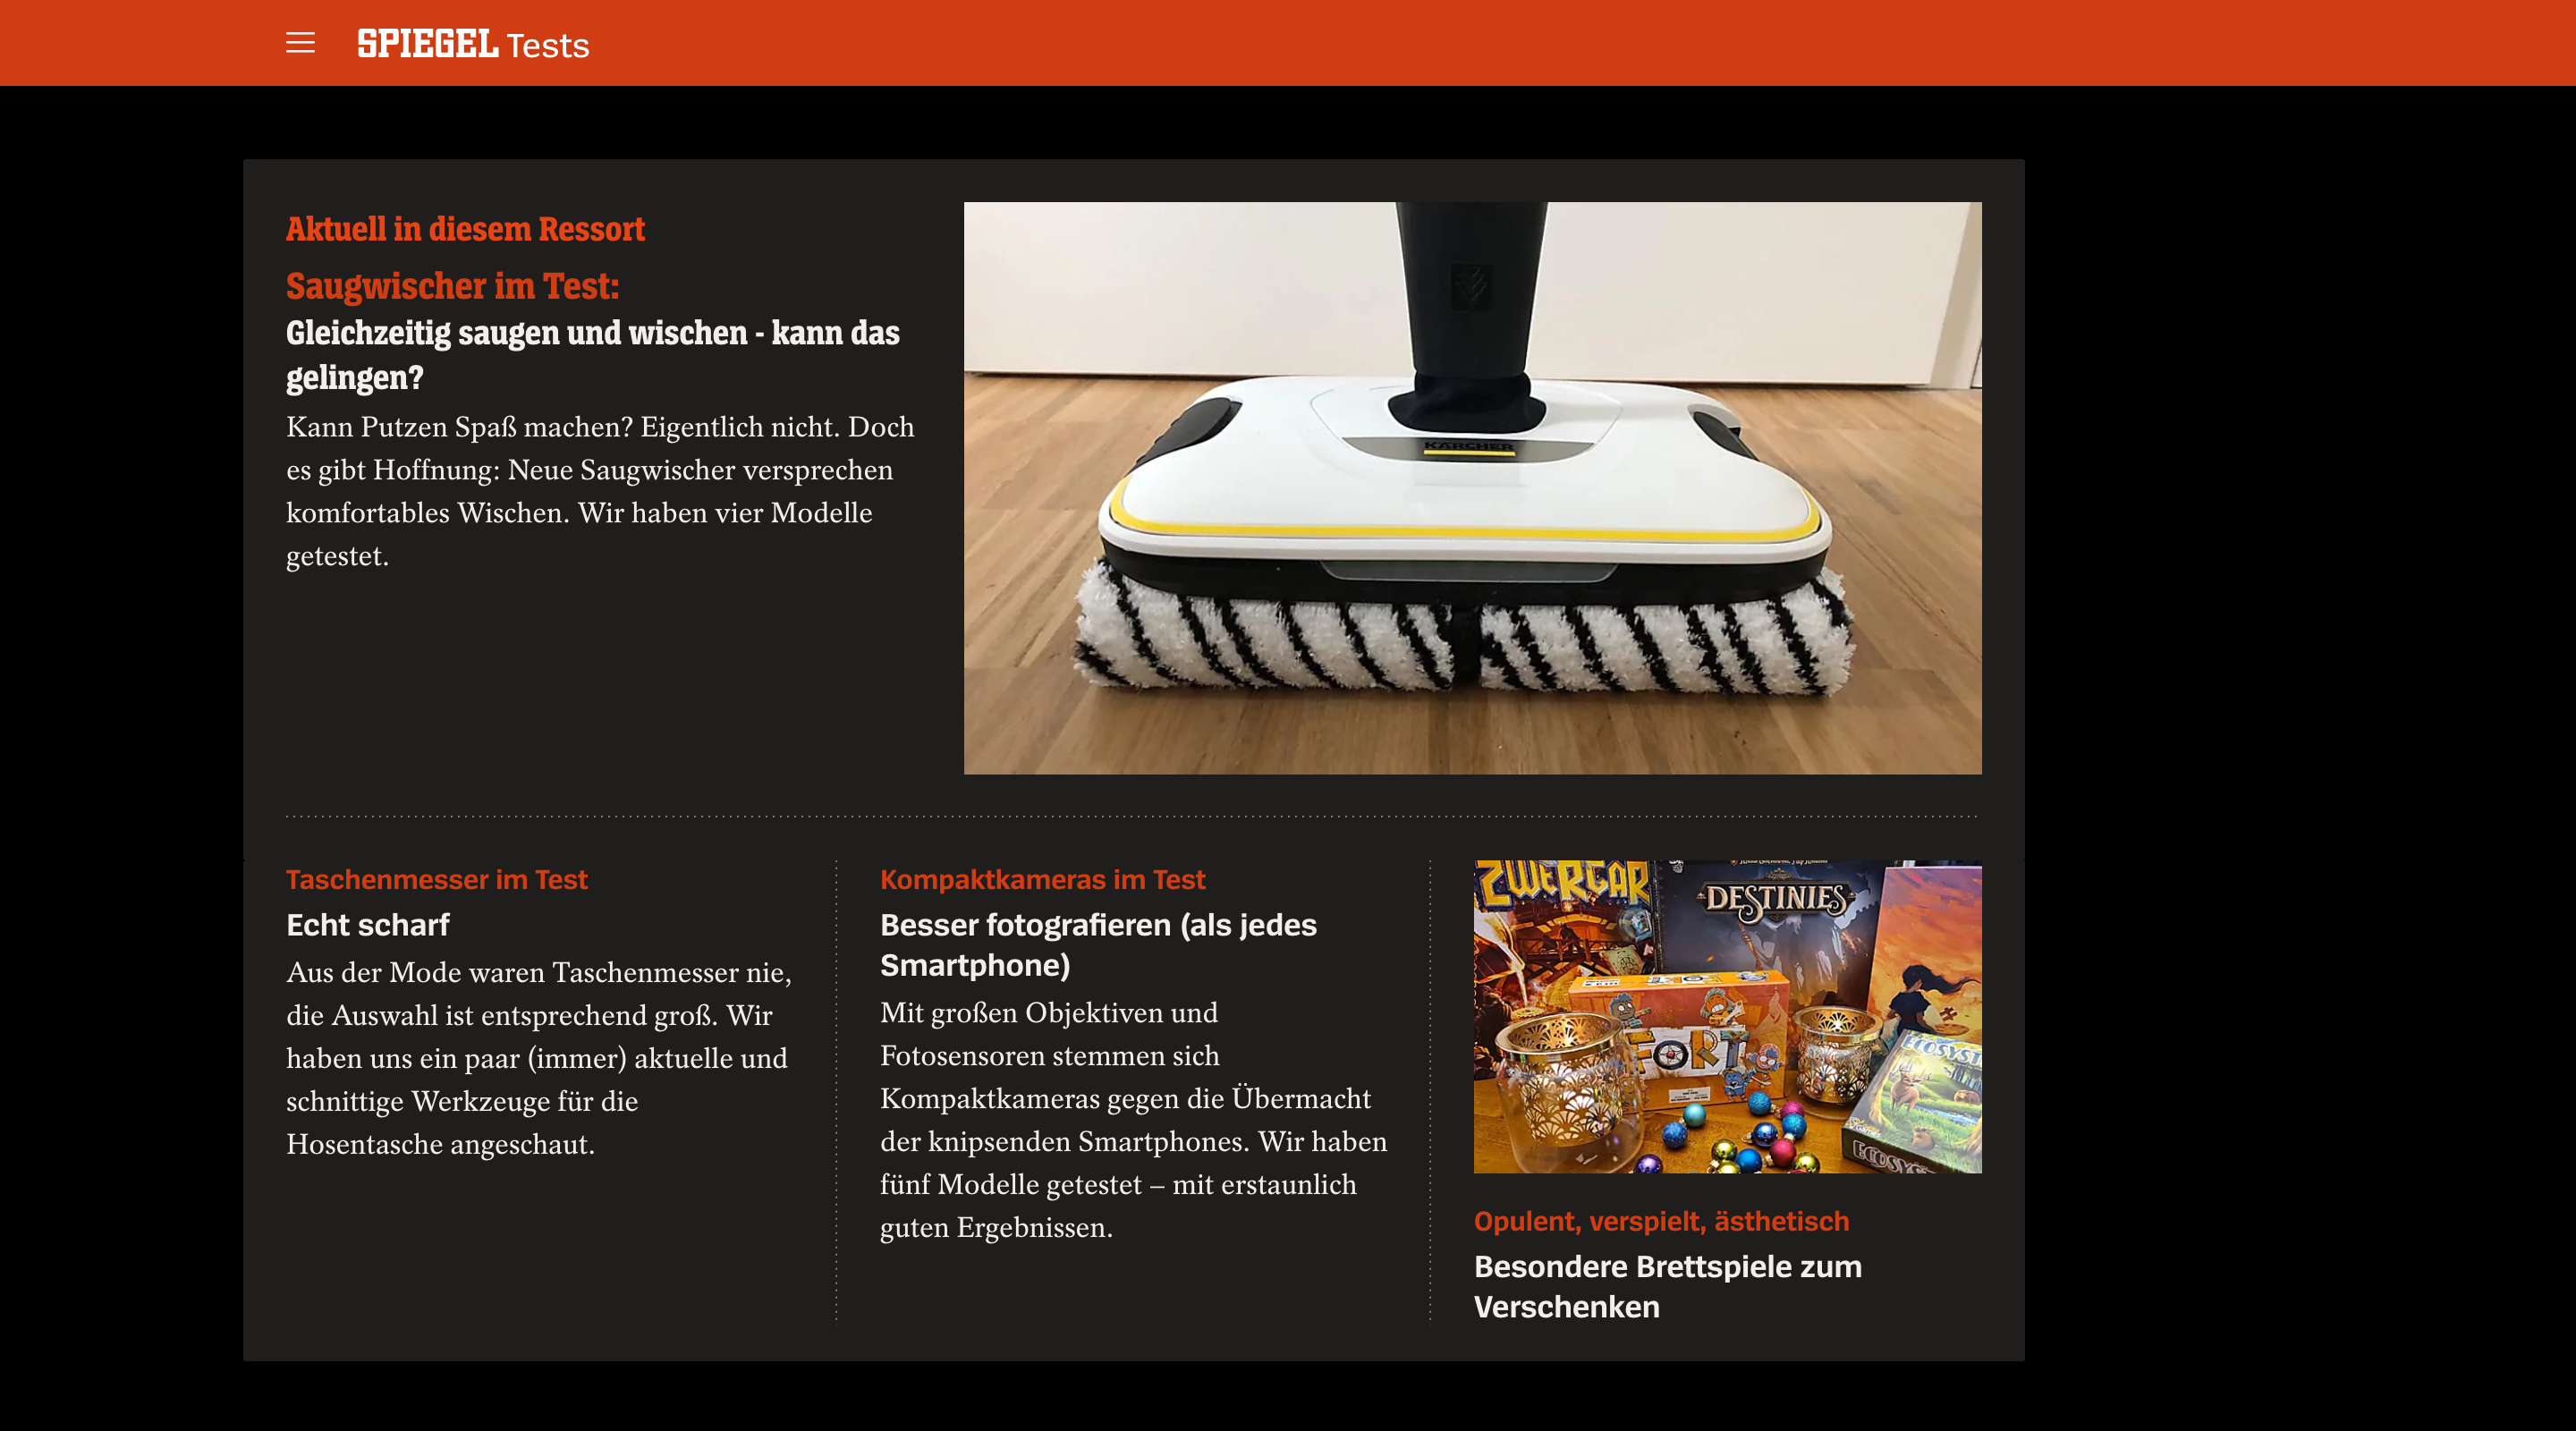 SPIEGEL Tests
Aktuell in diesem Ressort
Saugwischer im Test:
Gleichzeitig saugen und wischen - kann das
gelingen?
Kann Putzen Spaß machen? Eigentlich nicht. Doch
es gibt Hoffnung: Neue Saugwischer versprechen
komfortables Wischen. Wir haben vier Modelle
getestet.
KÄRCHER
Taschenmesser im Test
Echt scharf
Aus der Mode waren Taschenmesser nie,
die Auswahl ist entsprechend groß. Wir
haben uns ein paar (immer) aktuelle und
schnittige Werkzeuge für die
Hosentasche angeschaut.
Kompaktkameras im Test
Besser fotografieren (als jedes
Smartphone)
Mit großen Objektiven und
Fotosensoren stemmen sich
Kompaktkameras gegen die Übermacht
der knipsenden Smartphones. Wir haben
fünf Modelle getestet – mit erstaunlich
guten Ergebnissen.
ZWERGAR
DESTINIES
FORT
ECOSYST
ECOSYST
Opulent, verspielt, ästhetisch
Besondere Brettspiele zum
Verschenken